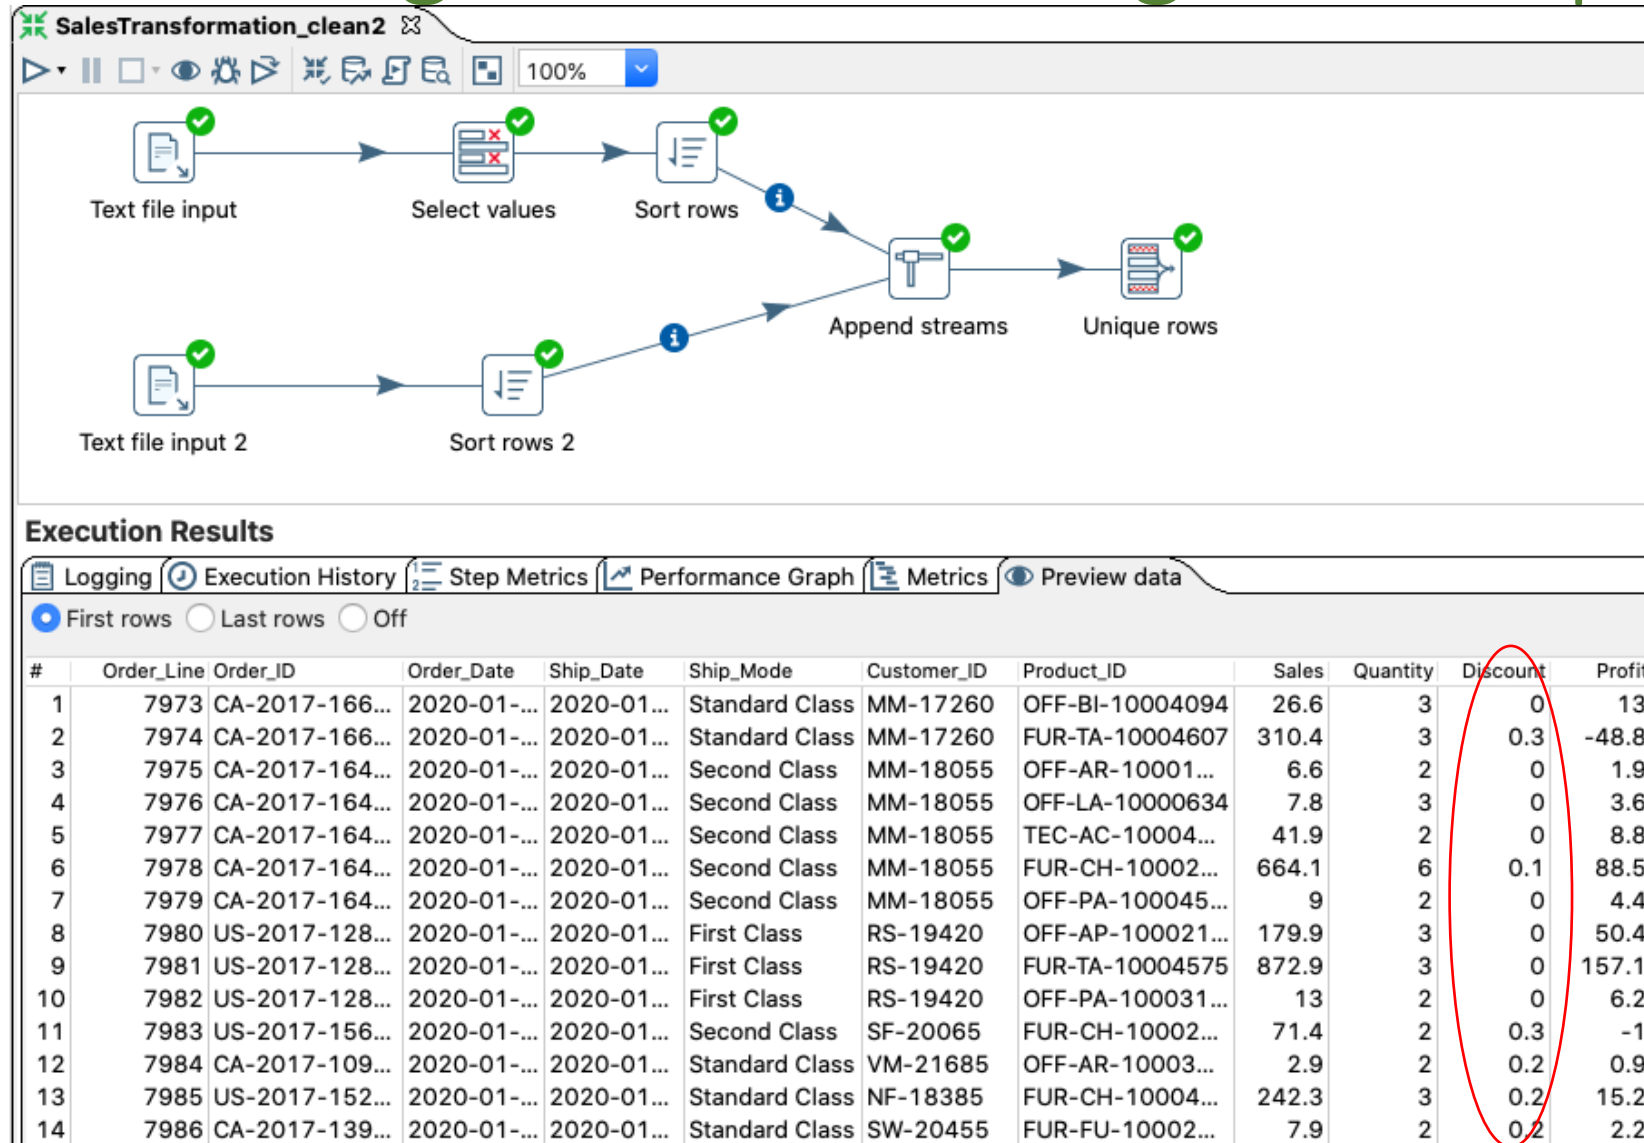 SalesTransformation_clean2
100%
Text file input
Select values
Sort rows
Append streams
Unique rows
Text file input 2
Sort rows 2
Execution Results
Logging Execution History Step Metrics Performance Graph Metrics Preview data
First rows Last rows Off
# Order_Line Order_ID Order_Date Ship_Date Ship_Mode Customer_ID Product_ID Sales Quantity Discount Profit
1 7973 CA-2017-166... 2020-01-... 2020-01... Standard Class MM-17260 OFF-BI-10004094 26.6 3 0 13
2 7974 CA-2017-166... 2020-01-... 2020-01... Standard Class MM-17260 FUR-TA-10004607 310.4 3 0.3 -48.8
3 7975 CA-2017-164... 2020-01-... 2020-01... Second Class MM-18055 OFF-AR-10001... 6.6 2 0 1.9
4 7976 CA-2017-164... 2020-01-... 2020-01... Second Class MM-18055 OFF-LA-10000634 7.8 3 0 3.6
5 7977 CA-2017-164... 2020-01-... 2020-01... Second Class MM-18055 TEC-AC-10004... 41.9 2 0 8.8
6 7978 CA-2017-164... 2020-01-... 2020-01... Second Class MM-18055 FUR-CH-10002... 664.1 6 0.1 88.5
7 7979 CA-2017-164... 2020-01-... 2020-01... Second Class MM-18055 OFF-PA-100045... 9 2 0 4.4
8 7980 US-2017-128... 2020-01-... 2020-01... First Class RS-19420 OFF-AP-100021... 179.9 3 0 50.4
9 7981 US-2017-128... 2020-01-... 2020-01... First Class RS-19420 FUR-TA-10004575 872.9 3 0 157.1
10 7982 US-2017-128... 2020-01-... 2020-01... First Class RS-19420 OFF-PA-100031... 13 2 0 6.2
11 7983 US-2017-156... 2020-01-... 2020-01... Second Class SF-20065 FUR-CH-10002... 71.4 2 0.3 -1
12 7984 CA-2017-109... 2020-01-... 2020-01... Standard Class VM-21685 OFF-AR-10003... 2.9 2 0.2 0.9
13 7985 US-2017-152... 2020-01-... 2020-01... Standard Class NF-18385 FUR-CH-10004... 242.3 3 0.2 15.2
14 7986 CA-2017-139... 2020-01-... 2020-01... Standard Class SW-20455 FUR-FU-10002... 7.9 2 0.2 2.2